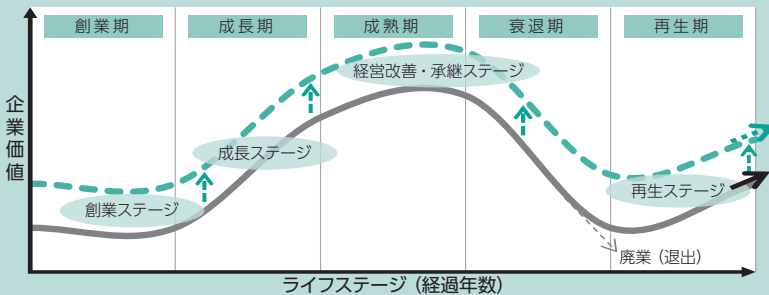 創業期
成長期
成熟期
衰退期
再生期
企業価値
経営改善・承継ステージ
成長ステージ
創業ステージ
再生ステージ
廃業（退出）
ライフステージ（経過年数）